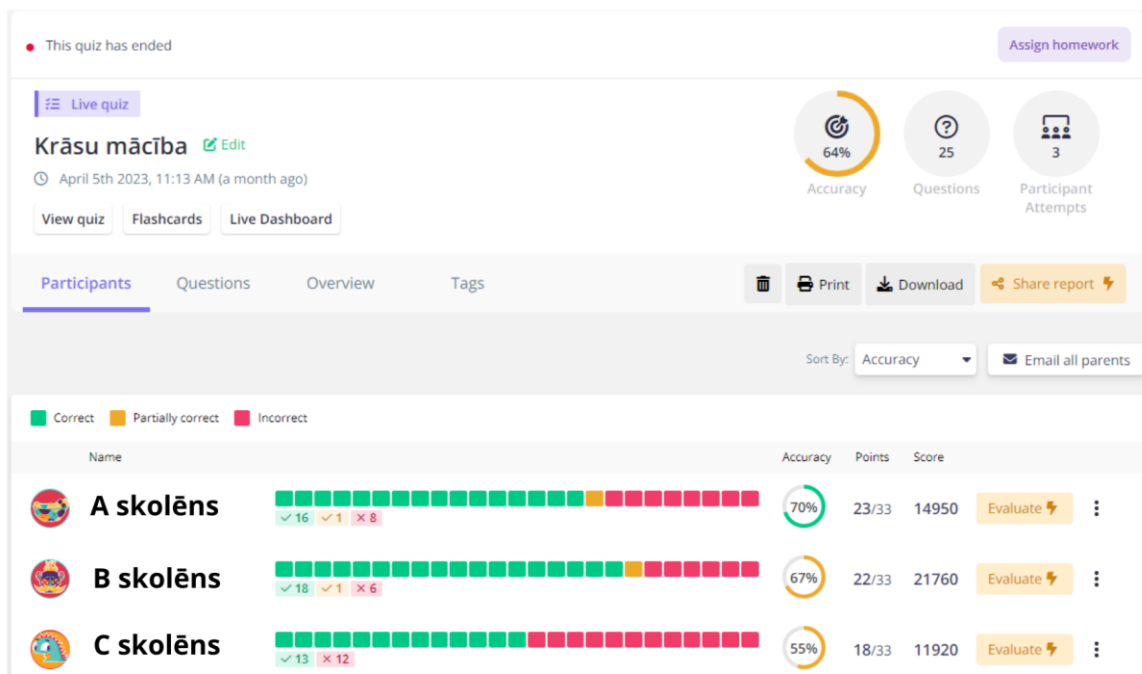 This quiz has ended
Assign homework
Live quiz
Krāsu mācība Edit
April 5th 2023, 11:13 AM (a month ago)
View quiz Flashcards Live Dashboard
64%
Accuracy
25
Questions
3
Participant
Attempts
Participants Questions Overview Tags
Print Download Share report
Sort By: Accuracy Email all parents
Correct Partially correct Incorrect
Name Accuracy Points Score
A skolēns 70% 23/33 14950 Evaluate
✓ 16 ✓ 1 × 8
B skolēns 67% 22/33 21760 Evaluate
✓ 18 ✓ 1 × 6
C skolēns 55% 18/33 11920 Evaluate
✓ 13 × 12